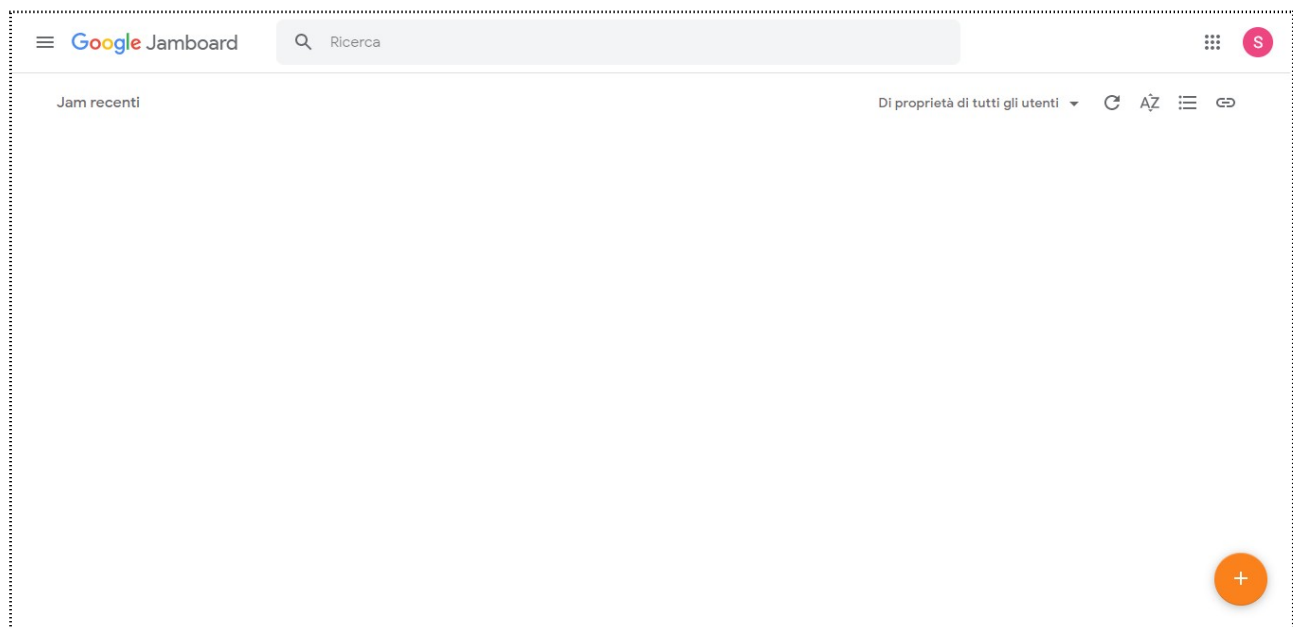 Google Jamboard
Ricerca
S
Jam recenti
Di proprietà di tutti gli utenti
AZ